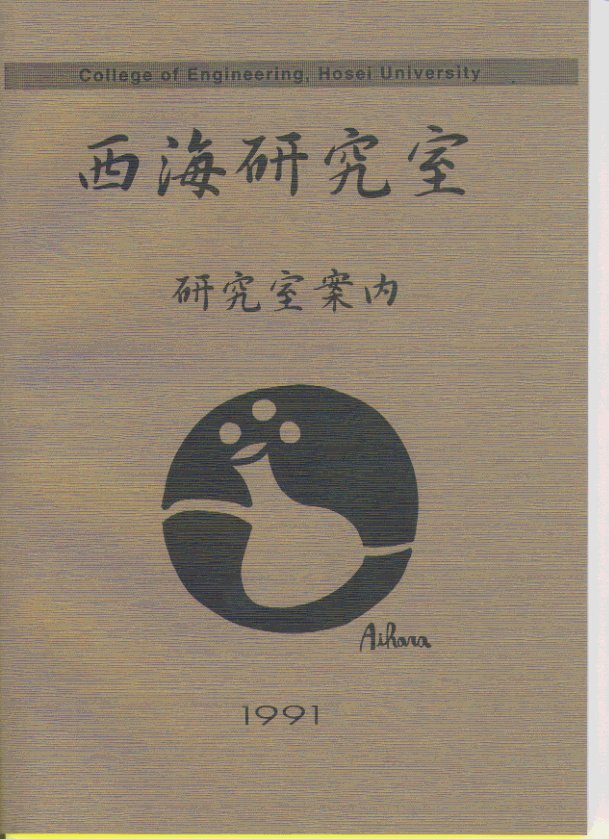 College of Engineering, Hosei University
西海研究室
研究室案内
Aihara
1991